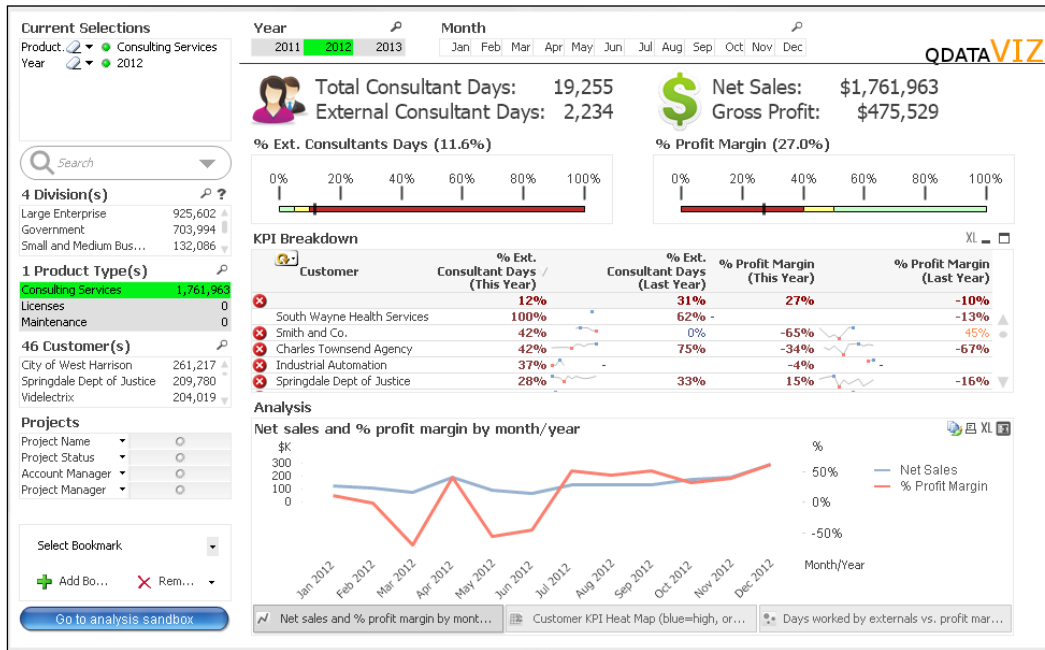 Current Selections
Product. Consulting Services
Year 2012
Year
2011 2012 2013
Month
Jan Feb Mar Apr May Jun Jul Aug Sep Oct Nov Dec
QDATAVIZ
Total Consultant Days: 19,255
External Consultant Days: 2,234
Net Sales: $1,761,963
Gross Profit: $475,529
Search
4 Division(s) ?
Large Enterprise 925,602
Government 703,994
Small and Medium Bus... 132,086
1 Product Type(s)
Consulting Services 1,761,963
Licenses 0
Maintenance 0
46 Customer(s)
City of West Harrison 261,217
Springdale Dept of Justice 209,780
Videlectrix 204,019
Projects
Project Name
Project Status
Account Manager
Project Manager
Select Bookmark
Add Bo... Rem...
Go to analysis sandbox
% Ext. Consultants Days (11.6%)
0% 20% 40% 60% 80% 100%
% Profit Margin (27.0%)
0% 20% 40% 60% 80% 100%
KPI Breakdown XL
Customer % Ext. Consultant Days / (This Year) % Ext. Consultant Days (Last Year) % Profit Margin (This Year) % Profit Margin (Last Year)
12% 31% 27% -10%
South Wayne Health Services 100% 62% - -13%
Smith and Co. 42% 0% -65% 45%
Charles Townsend Agency 42% 75% -34% -67%
Industrial Automation 37% - -4% -
Springdale Dept of Justice 28% 33% 15% -16%
Analysis
Net sales and % profit margin by month/year XL
$K
300
200
100
0
%
50%
0%
-50%
Net Sales
% Profit Margin
Jan 2012 Feb 2012 Mar 2012 Apr 2012 May 2012 Jun 2012 Jul 2012 Aug 2012 Sep 2012 Oct 2012 Nov 2012 Dec 2012
Month/Year
Net sales and % profit margin by mont...
Customer KPI Heat Map (blue=high, or...
Days worked by externals vs. profit mar...